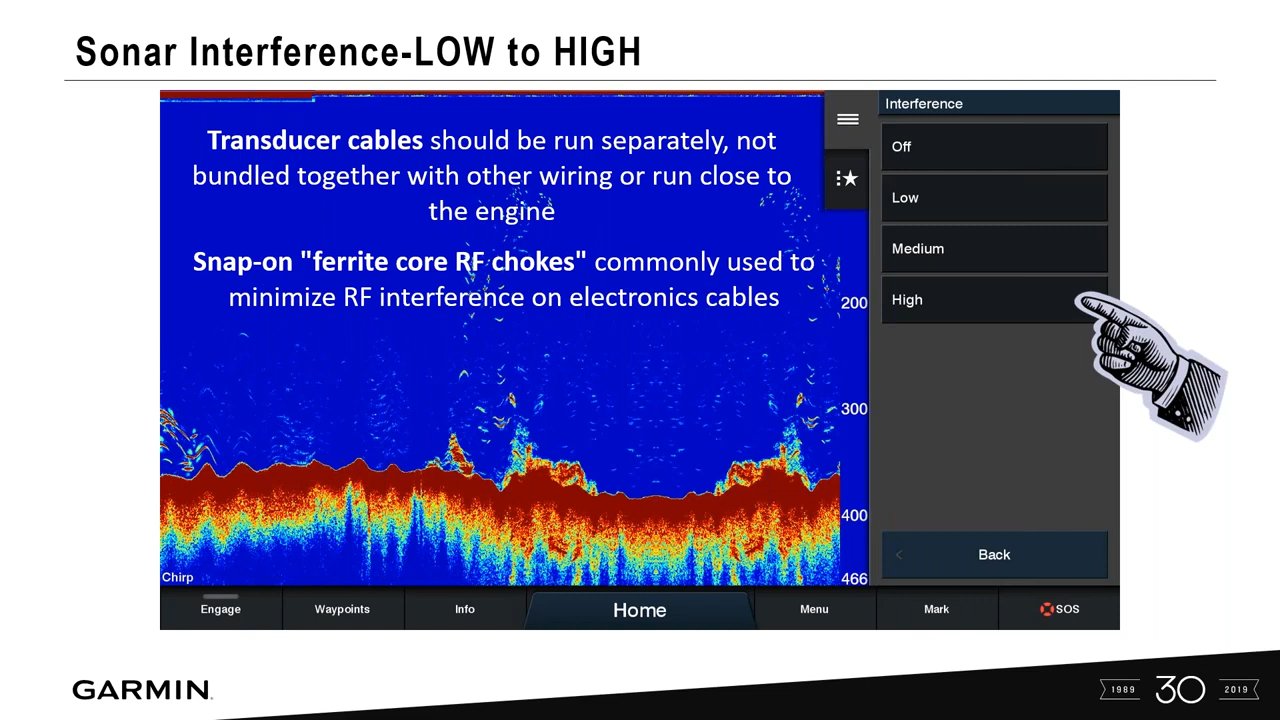 Sonar Interference-LOW to HIGH
Transducer cables should be run separately, not
bundled together with other wiring or run close to
the engine
Snap-on "ferrite core RF chokes" commonly used to
minimize RF interference on electronics cables
200
300
400
466
Chirp
Interference
Off
Low
Medium
High
Back
Engage
Waypoints
Info
Home
Menu
Mark
SOS
GARMIN.
1989
30
2019